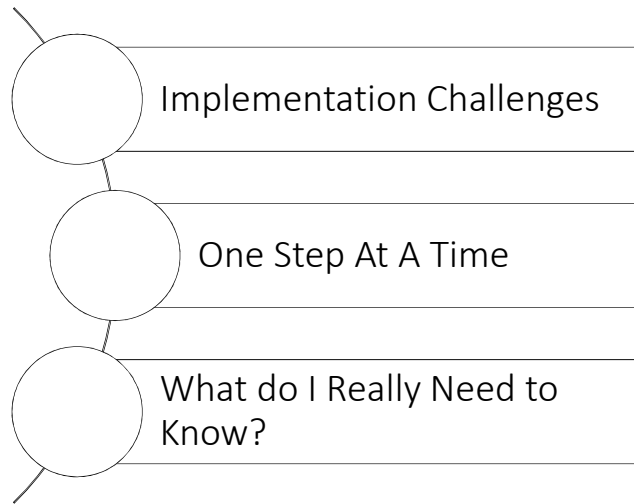 Implementation Challenges
One Step At A Time
What do I Really Need to
Know?